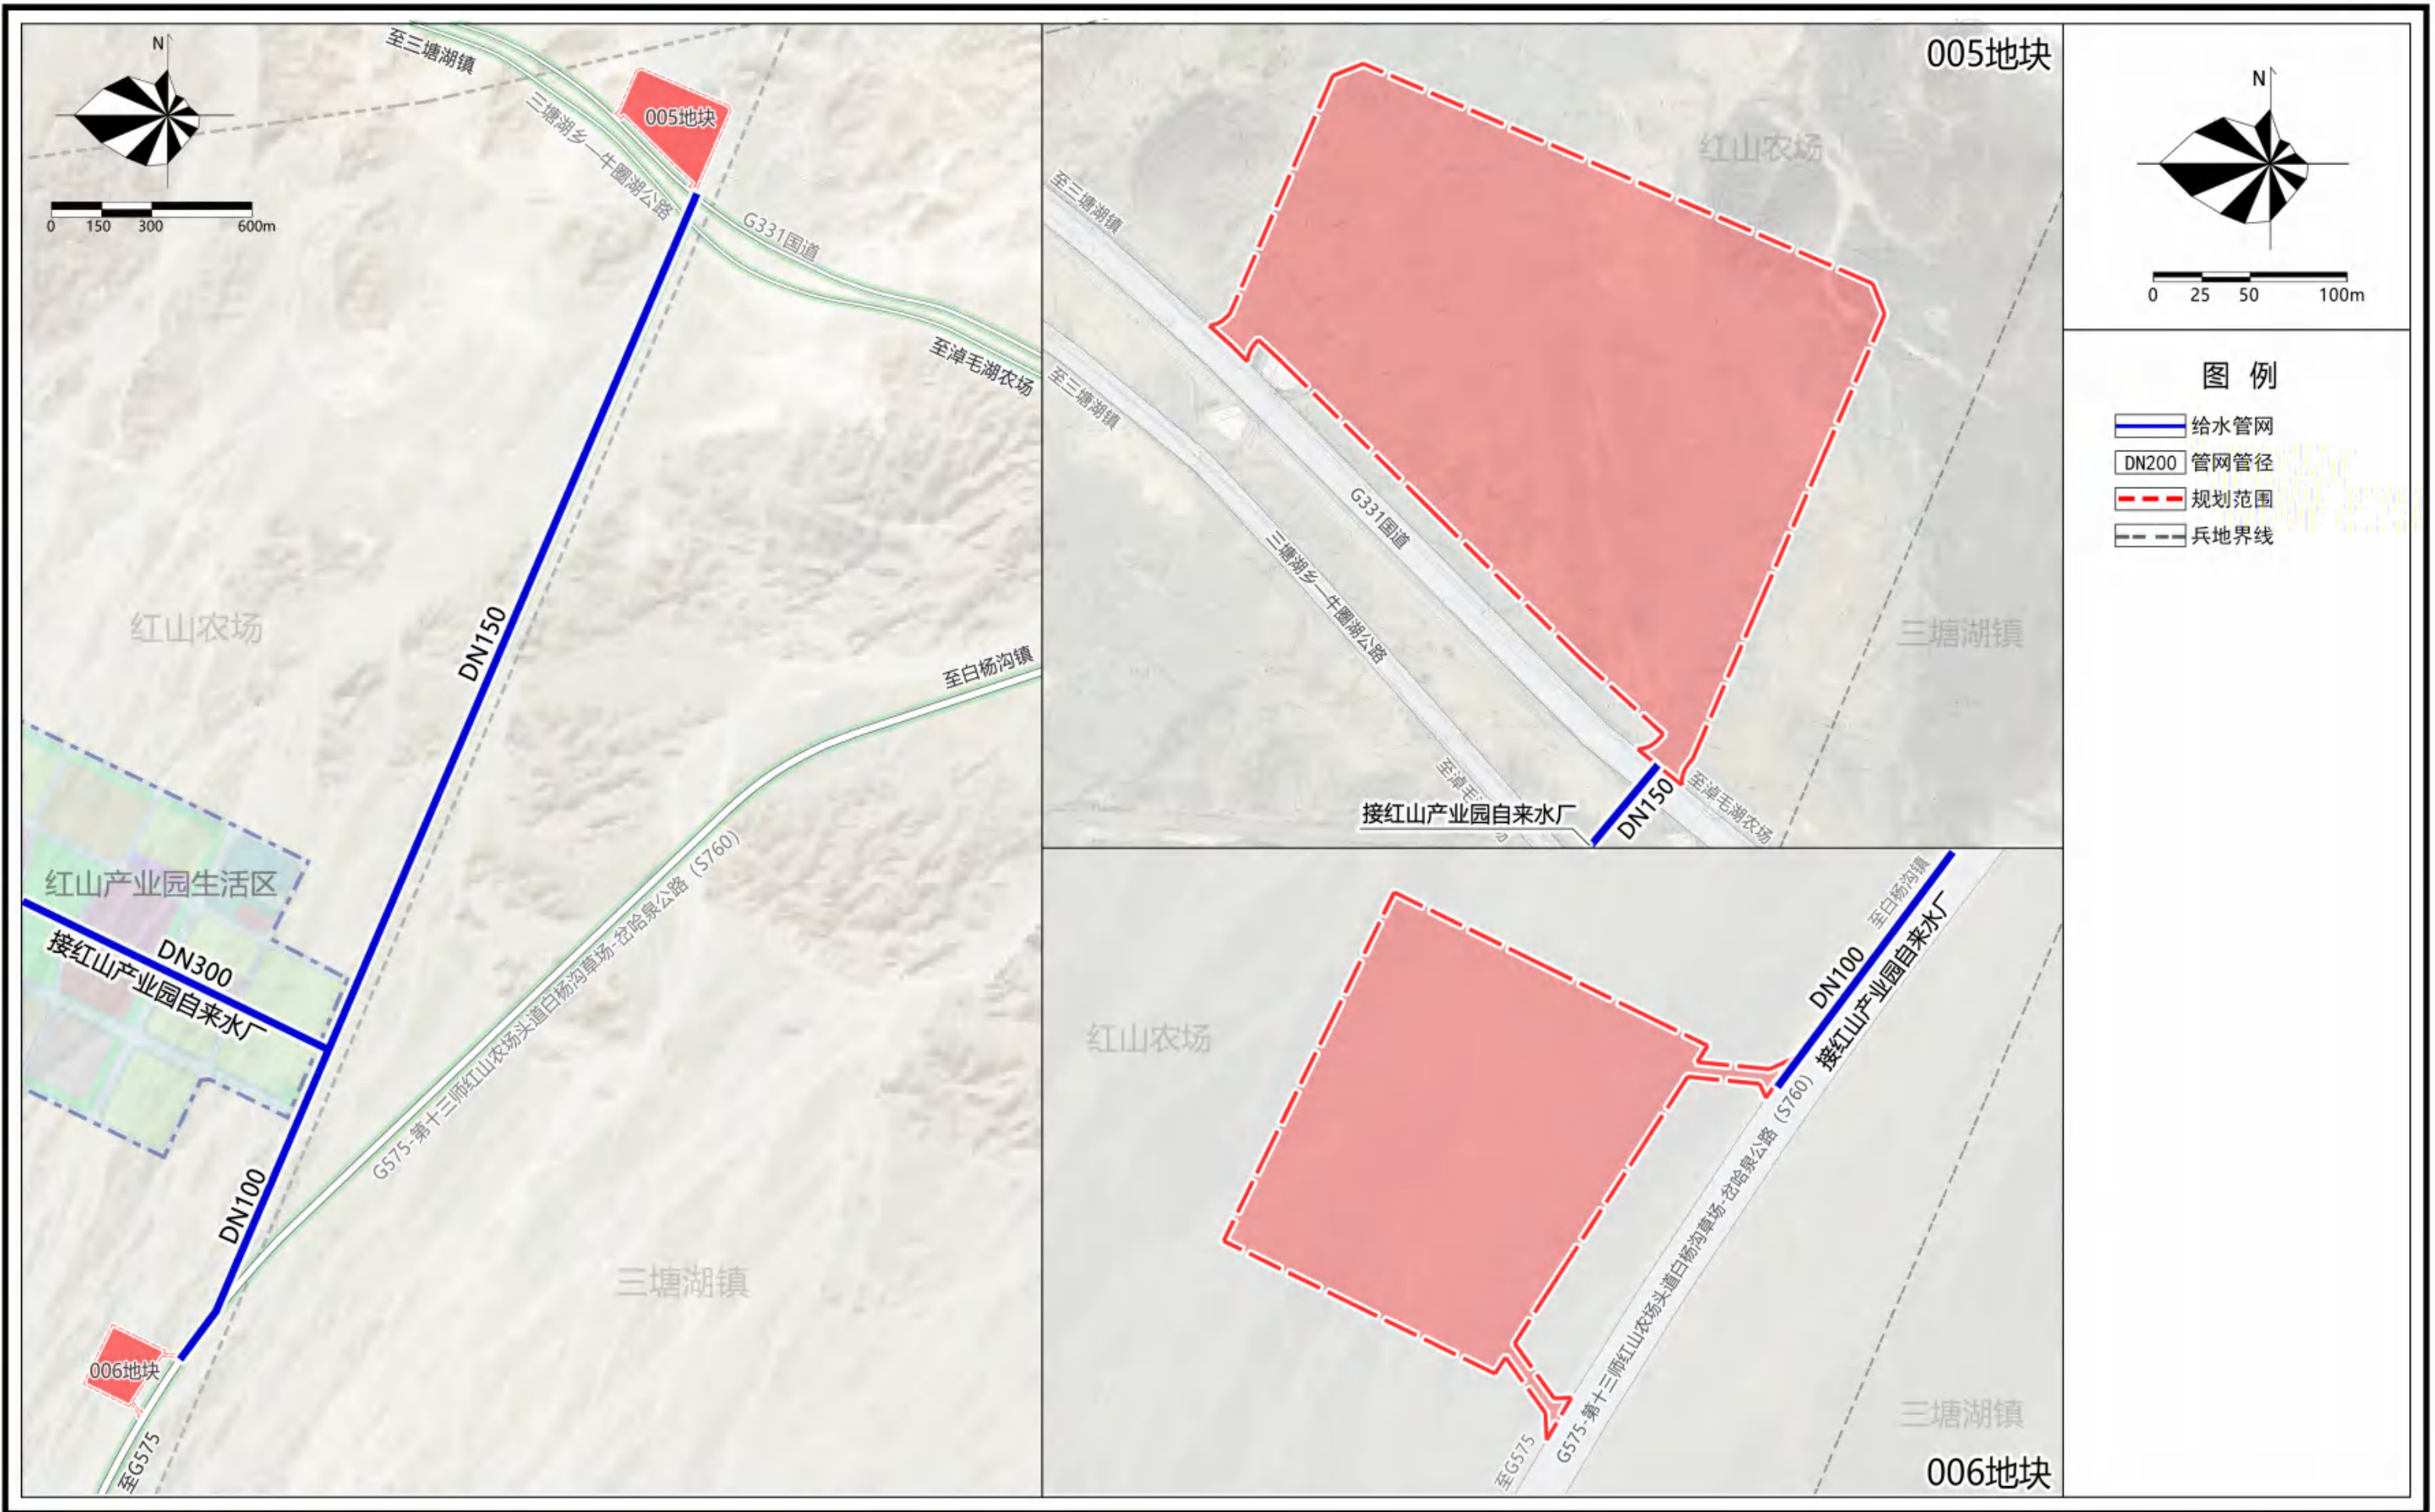 N
0 150 300 600m
至三塘湖镇
005地块
三塘湖乡—牛圈湖公路
G331国道
至淖毛湖农场
DN150
红山农场
至白杨沟镇
G575-第十三师红山农场头道白杨沟草场-岔哈泉公路（S760）
红山产业园生活区
DN300
接红山产业园自来水厂
DN100
三塘湖镇
006地块
至G575
005地块
红山农场
至三塘湖镇
至三塘湖镇
G331国道
三塘湖乡—牛圈湖公路
三塘湖镇
至淖毛
至淖毛湖农场
接红山产业园自来水厂
DN150
至白杨沟镇
DN100
接红山产业园自来水厂
红山农场
G575-第十三师红山农场头道白杨沟草场-岔哈泉公路（S760）
至G575
三塘湖镇
006地块
N
0 25 50 100m
图 例
给水管网
DN200 管网管径
规划范围
兵地界线